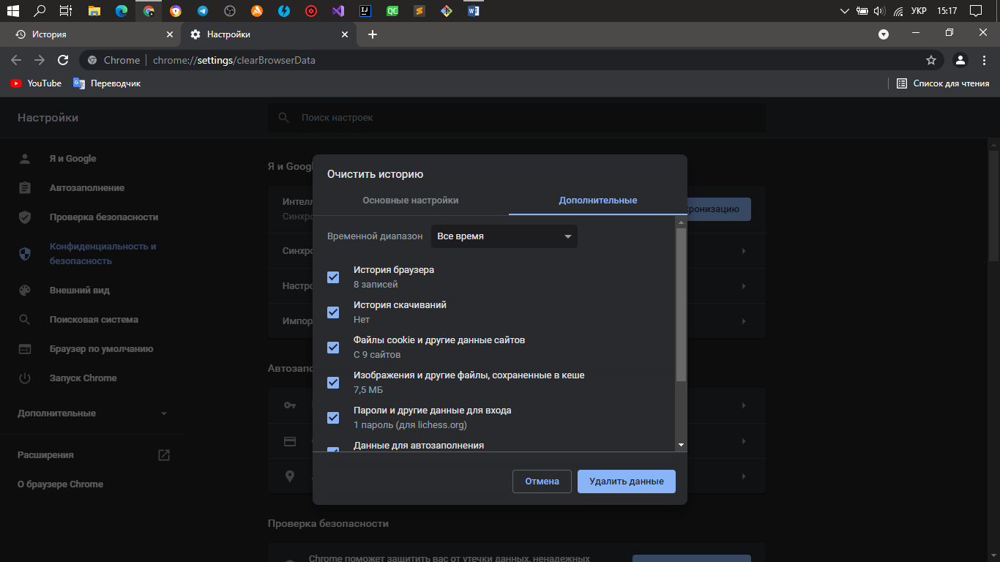 УКР
15:17
История
Настройки
Chrome
chrome://settings/clearBrowserData
YouTube
Переводчик
Список для чтения
Настройки
Поиск настроек
Я и Google
Автозаполнение
Проверка безопасности
Конфиденциальность и
безопасность
Внешний вид
Поисковая система
Браузер по умолчанию
Запуск Chrome
Дополнительные
Расширения
О браузере Chrome
Я и Googl
Интелл
Синхро
ронизацию
Синхро
Настро
Импор
Автозапо
Проверка безопасности
Chrome поможет защитить вас от утечки данных, ненадежных
Очистить историю
Основные настройки
Дополнительные
Временной диапазон
Все время
История браузера
8 записей
История скачиваний
Нет
Файлы cookie и другие данные сайтов
С 9 сайтов
Изображения и другие файлы, сохраненные в кеше
7,5 МБ
Пароли и другие данные для входа
1 пароль (для lichess.org)
Данные для автозаполнения
Отмена
Удалить данные